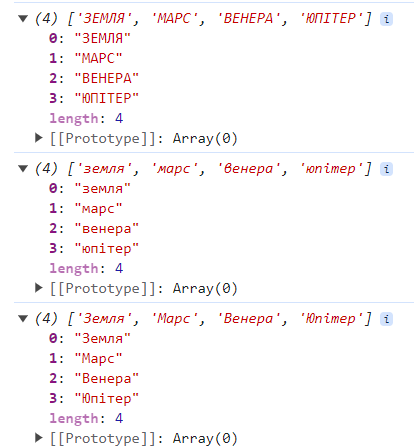 (4) ['ЗЕМЛЯ', 'МАРС', 'ВЕНЕРА', 'ЮПІТЕР'] i
0: "ЗЕМЛЯ"
1: "МАРС"
2: "ВЕНЕРА"
3: "ЮПІТЕР"
length: 4
[[Prototype]]: Array(0)
(4) ['земля', 'марс', 'венера', 'юпітер'] i
0: "земля"
1: "марс"
2: "венера"
3: "юпітер"
length: 4
[[Prototype]]: Array(0)
(4) ['Земля', 'Марс', 'Венера', 'Юпітер'] i
0: "Земля"
1: "Марс"
2: "Венера"
3: "Юпітер"
length: 4
[[Prototype]]: Array(0)